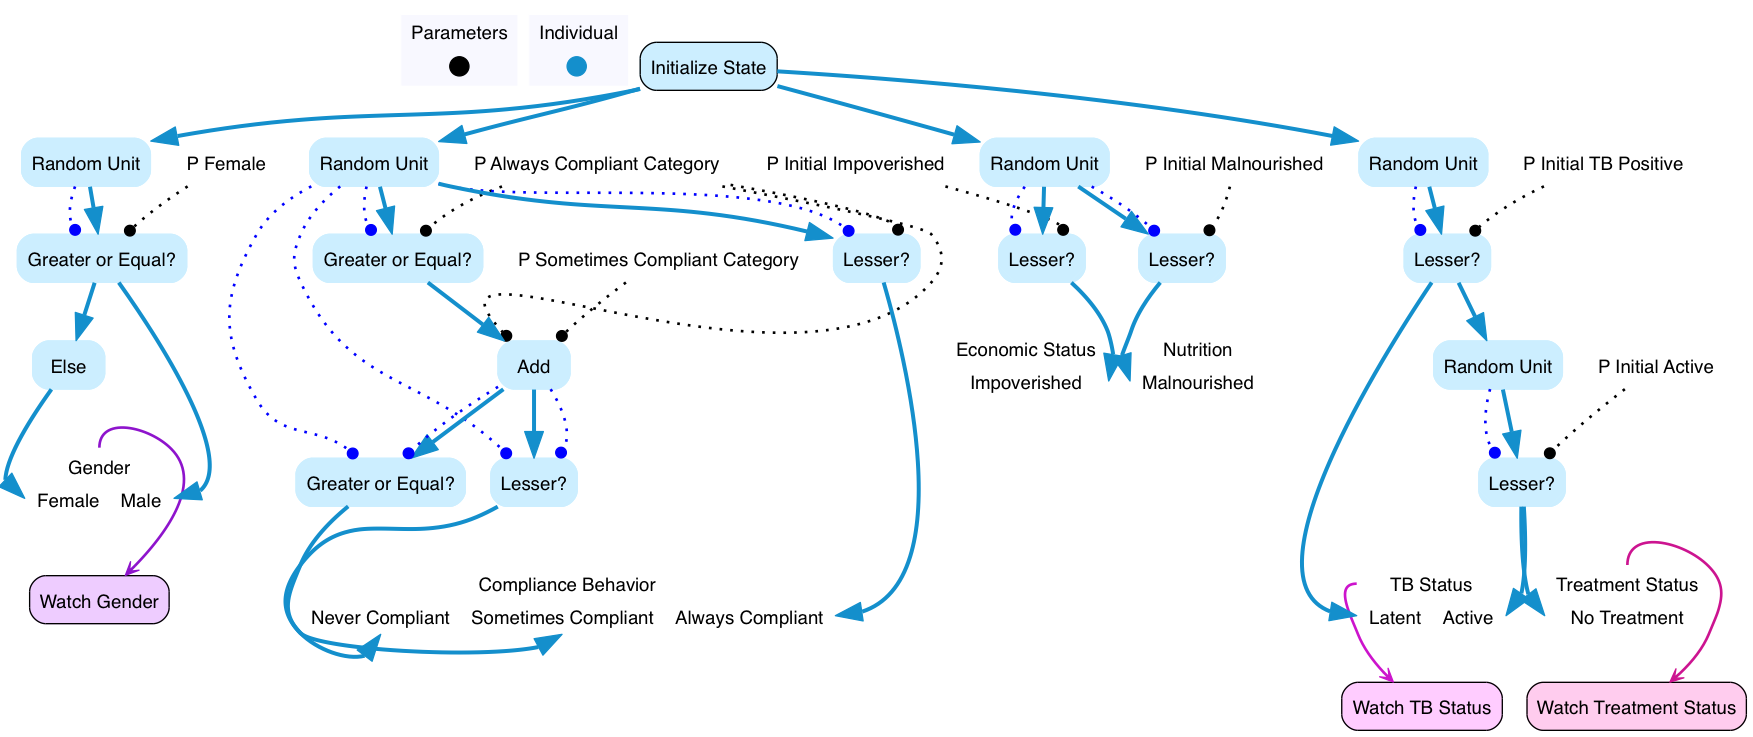 Parameters
Individual
Initialize State
Random Unit
P Female
Random Unit
P Always Compliant Category
P Initial Impoverished
Random Unit
P Initial Malnourished
Random Unit
P Initial TB Positive
Greater or Equal?
Greater or Equal?
P Sometimes Compliant Category
Lesser?
Lesser?
Lesser?
Lesser?
Else
Add
Economic Status
Impoverished
Nutrition
Malnourished
Random Unit
P Initial Active
Gender
Female
Male
Greater or Equal?
Lesser?
Lesser?
Watch Gender
Compliance Behavior
Never Compliant
Sometimes Compliant
Always Compliant
TB Status
Latent
Active
Treatment Status
No Treatment
Watch TB Status
Watch Treatment Status